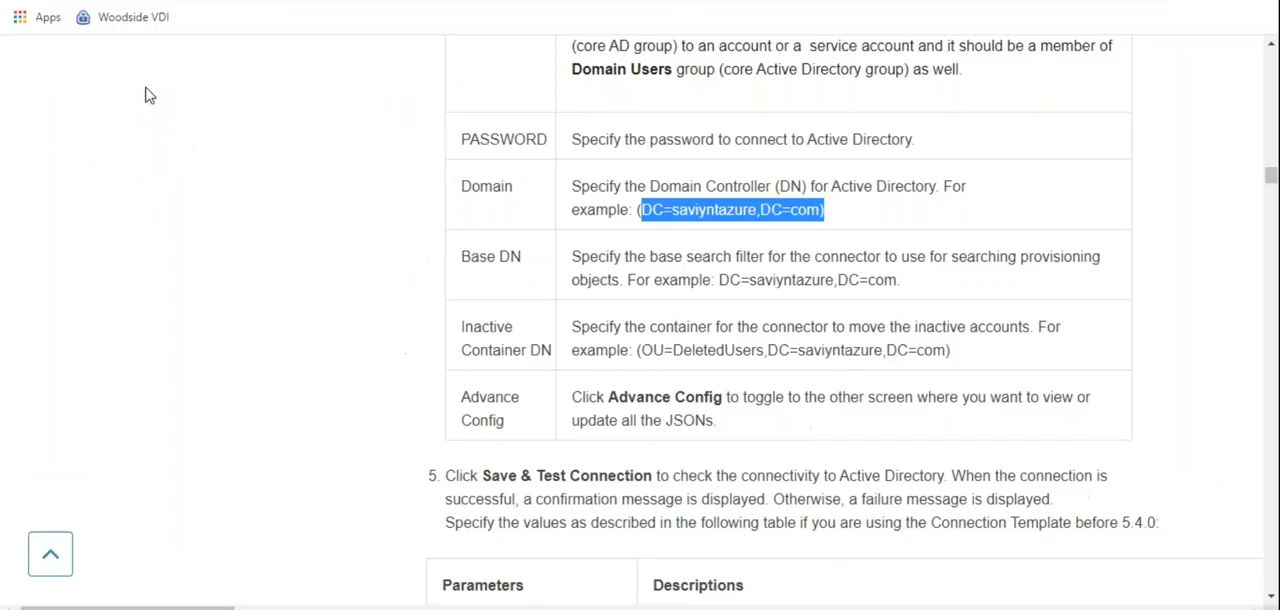 Apps Woodside VDI
(core AD group) to an account or a service account and it should be a member of
Domain Users group (core Active Directory group) as well.
PASSWORD Specify the password to connect to Active Directory.
Domain Specify the Domain Controller (DN) for Active Directory. For
example: (DC=saviyntazure,DC=com)
Base DN Specify the base search filter for the connector to use for searching provisioning
objects. For example: DC=saviyntazure,DC=com.
Inactive Specify the container for the connector to move the inactive accounts. For
Container DN example: (OU=DeletedUsers,DC=saviyntazure,DC=com)
Advance Click Advance Config to toggle to the other screen where you want to view or
Config update all the JSONs.
5. Click Save & Test Connection to check the connectivity to Active Directory. When the connection is
successful, a confirmation message is displayed. Otherwise, a failure message is displayed.
Specify the values as described in the following table if you are using the Connection Template before 5.4.0:
Parameters Descriptions